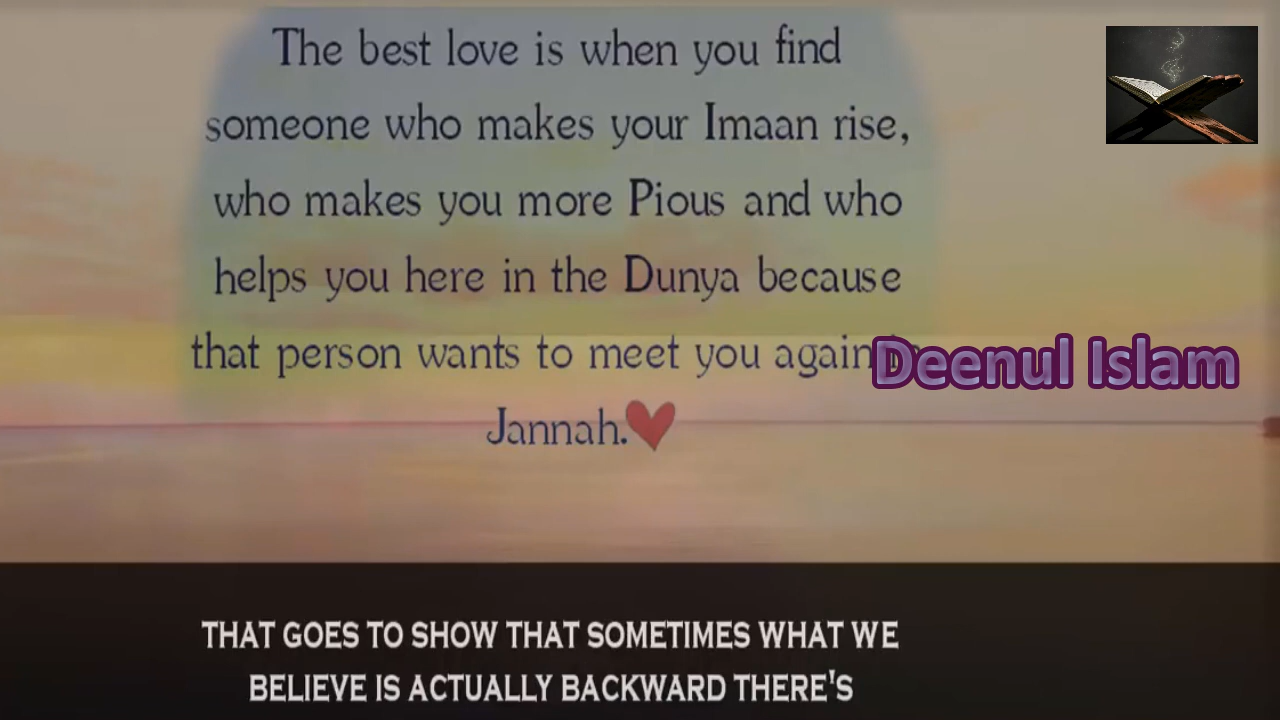 The best love is when you find
someone who makes your Imaan rise,
who makes you more Pious and who
helps you here in the Dunya because
that person wants to meet you again
Deenul Islam
Jannah.
THAT GOES TO SHOW THAT SOMETIMES WHAT WE
BELIEVE IS ACTUALLY BACKWARD THERE'S